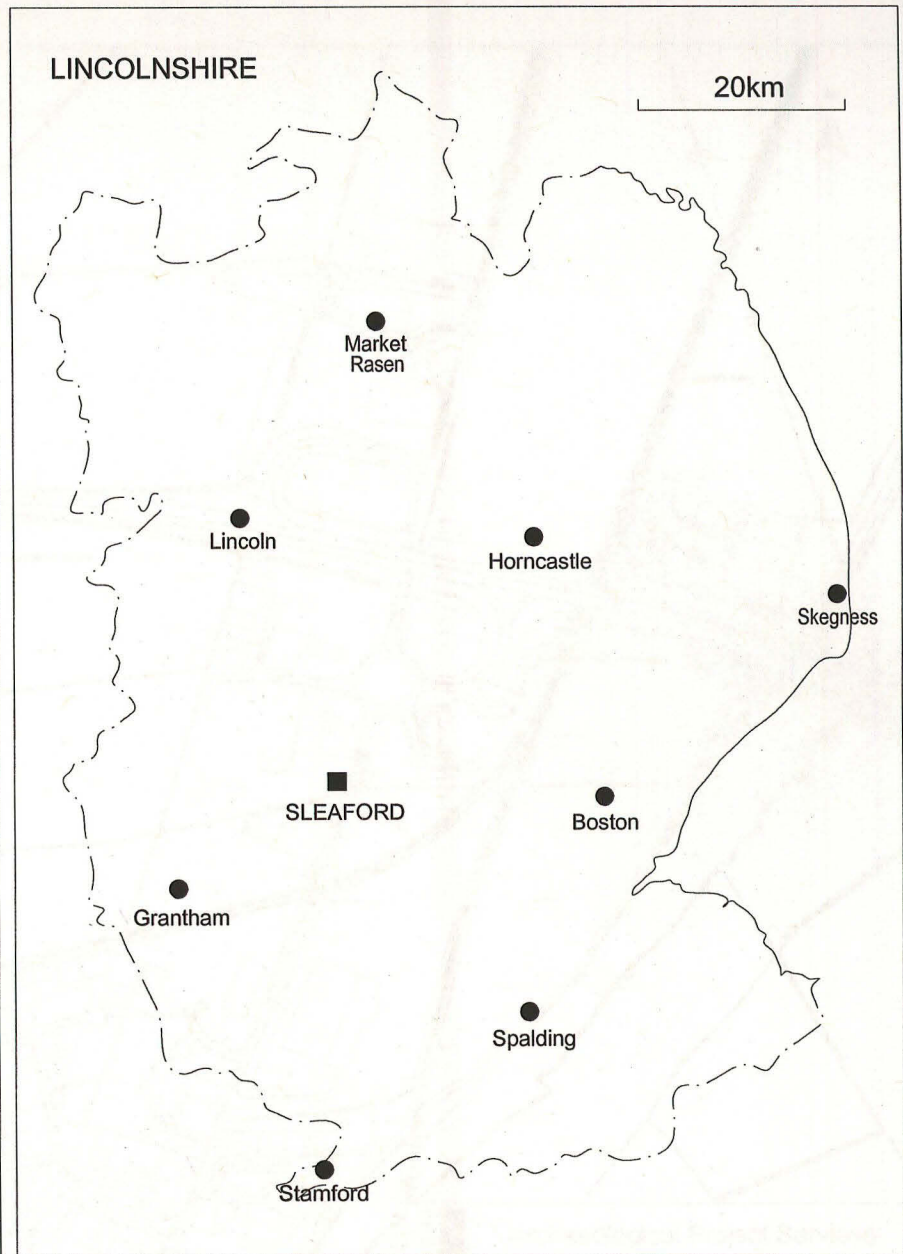 LINCOLNSHIRE
20km
Market
Rasen
Lincoln
Horncastle
Skegness
SLEAFORD
Boston
Grantham
Spalding
Stamford